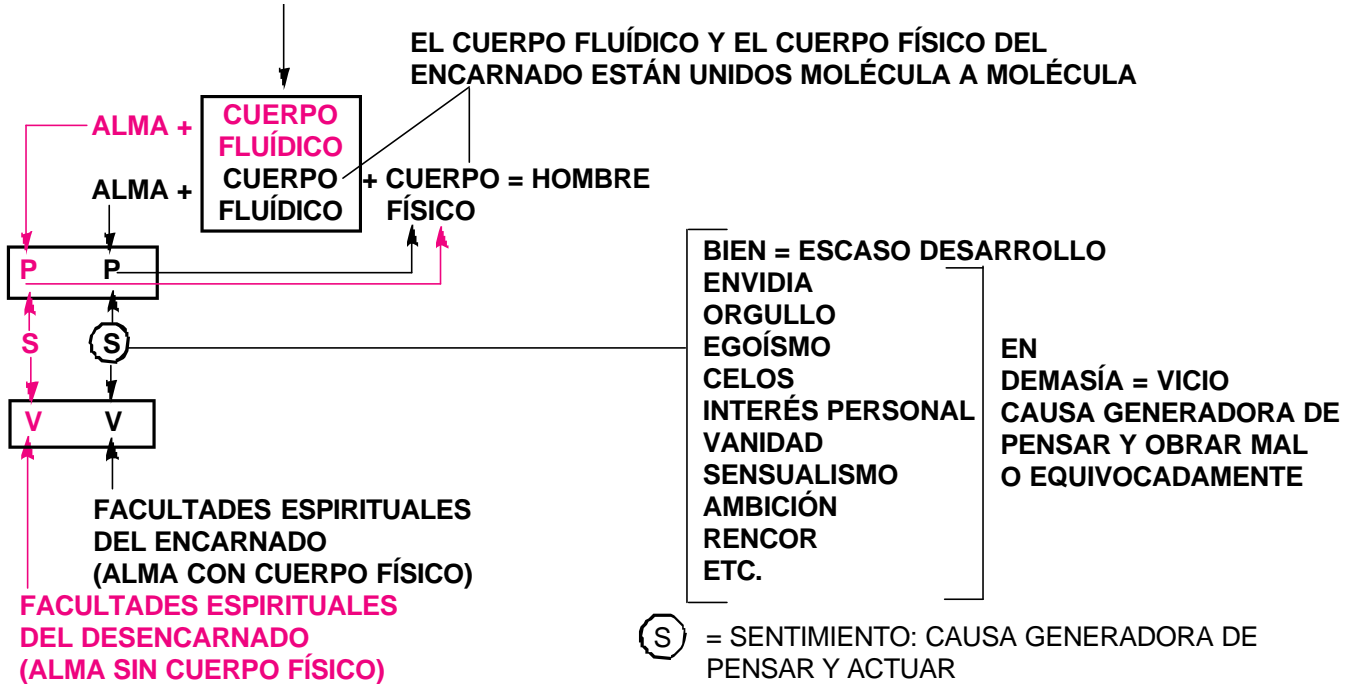 EL CUERPO FLUÍDICO Y EL CUERPO FÍSICO DEL
ENCARNADO ESTÁN UNIDOS MOLÉCULA A MOLÉCULA
ALMA + CUERPO
FLUÍDICO
ALMA + CUERPO + CUERPO = HOMBRE
FLUÍDICO FÍSICO
P P
S S
V V
BIEN = ESCASO DESARROLLO
ENVIDIA
ORGULLO
EGOÍSMO
CELOS
INTERÉS PERSONAL
VANIDAD
SENSUALISMO
AMBICIÓN
RENCOR
ETC.
EN
DEMASÍA = VICIO
CAUSA GENERADORA DE
PENSAR Y OBRAR MAL
O EQUIVOCADAMENTE
FACULTADES ESPIRITUALES
DEL ENCARNADO
(ALMA CON CUERPO FÍSICO)
FACULTADES ESPIRITUALES
DEL DESENCARNADO
(ALMA SIN CUERPO FÍSICO)
S = SENTIMIENTO: CAUSA GENERADORA DE
PENSAR Y ACTUAR